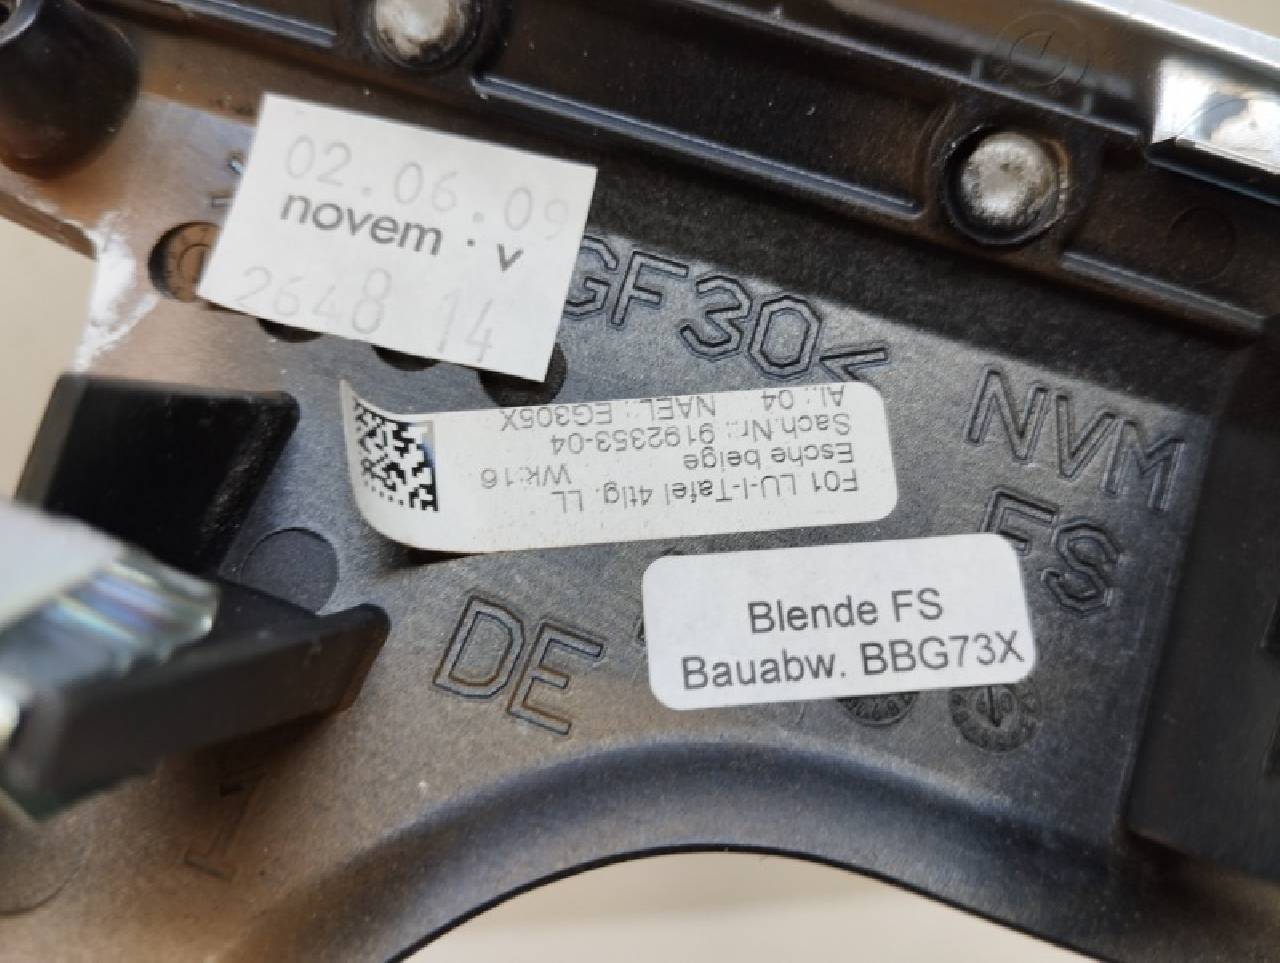 02.06.09
novem · v
2648 14
GF30<
NVM
FS
F01 LU-I-Tafel 4tlg. LL
Esche beige WK:16
Sach.Nr.: 9192353-04
AI.: 04 NAEL: EG305X
DE
Blende FS
Bauabw. BBG73X